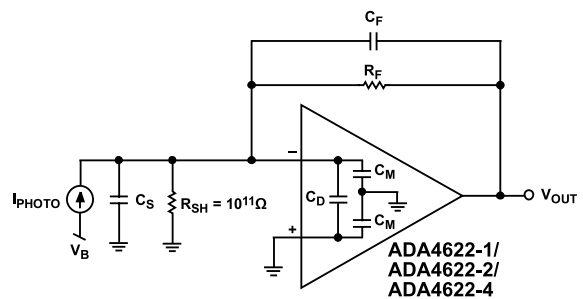 C_F
R_F
I_PHOTO
C_S
R_SH = 10^11Ω
V_B
–
+
C_D
C_M
C_M
V_OUT
ADA4622-1/
ADA4622-2/
ADA4622-4